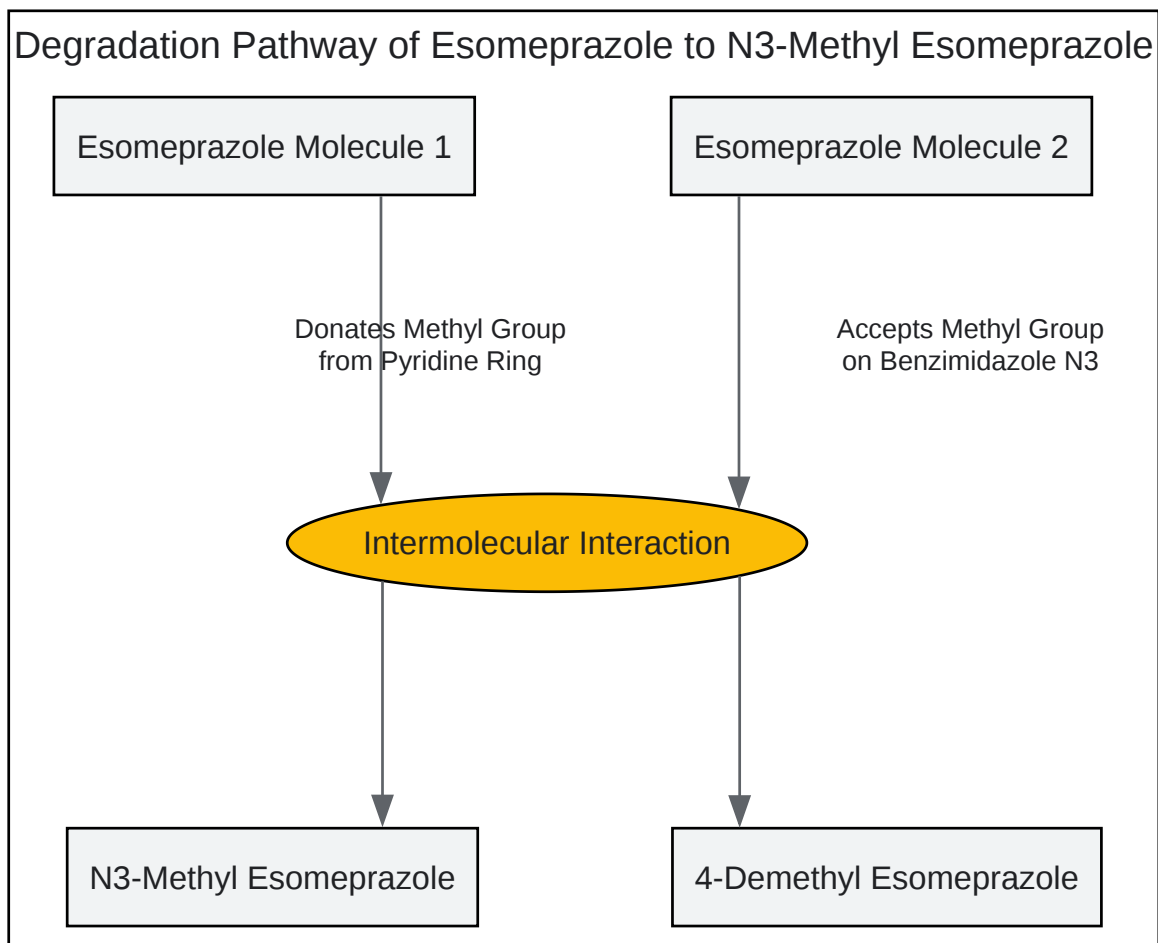 Degradation Pathway of Esomeprazole to N3-Methyl Esomeprazole
Esomeprazole Molecule 1
Esomeprazole Molecule 2
Donates Methyl Group
from Pyridine Ring
Accepts Methyl Group
on Benzimidazole N3
Intermolecular Interaction
N3-Methyl Esomeprazole
4-Demethyl Esomeprazole